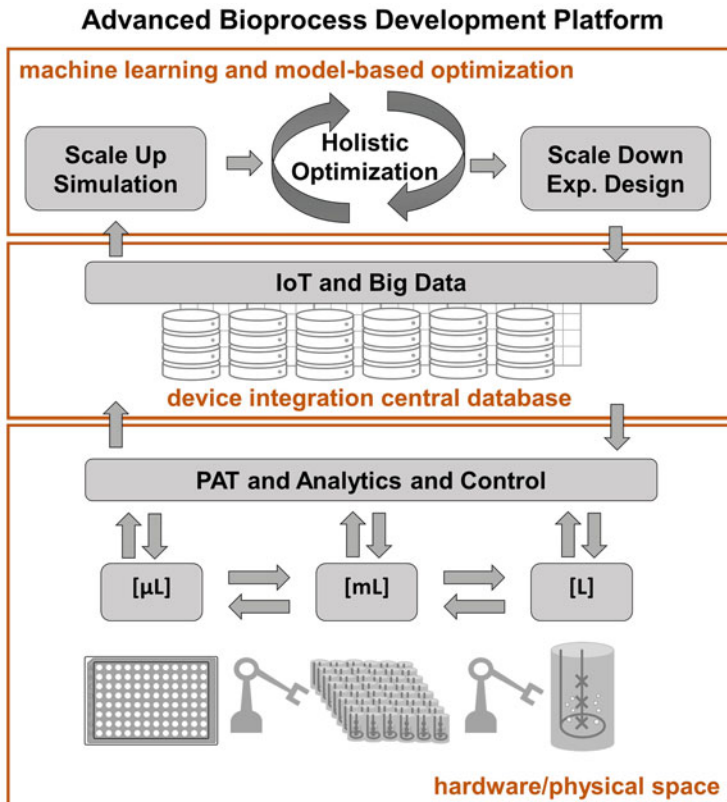 Advanced Bioprocess Development Platform
machine learning and model-based optimization
Scale Up
Simulation
Holistic
Optimization
Scale Down
Exp. Design
IoT and Big Data
device integration central database
PAT and Analytics and Control
[µL]
[mL]
[L]
hardware/physical space